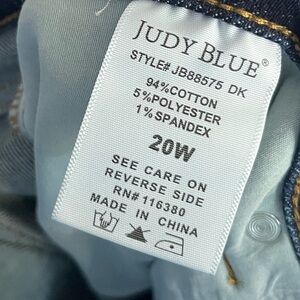 JUDY BLUE®
STYLE# JB88575 DK
94%COTTON
5%POLYESTER
1%SPANDEX
20W
SEE CARE ON
REVERSE SIDE
RN# 116380
MADE IN CHINA